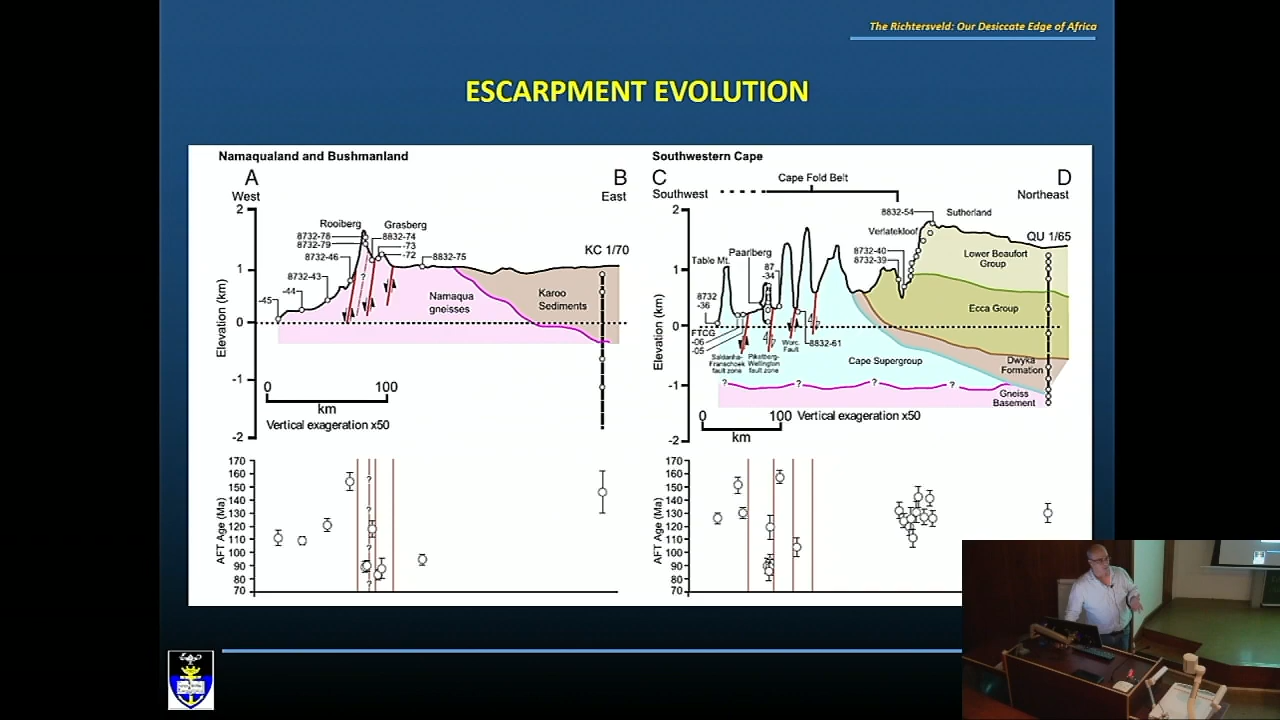 The Richtersveld: Our Desiccate Edge of Africa
ESCARPMENT EVOLUTION
Namaqualand and Bushmanland
A
B
West
East
2
1
0
-1
-2
Elevation (km)
Rooiberg
Grasberg
8732-78
8732-79
8732-46
8732-43
-44
-45
8832-74
-73
-72
8832-75
KC 1/70
?
Namaqua
gneisses
Karoo
Sediments
0
100
km
Vertical exageration x50
170
160
150
140
130
120
110
100
90
80
70
AFT Age (Ma)
?
?
?
?
Southwestern Cape
C
D
Southwest
Northeast
Cape Fold Belt
2
1
0
-1
-2
Elevation (km)
8832-54
Sutherland
Verlatekloof
QU 1/65
Table Mt.
Paarlberg
87
-34
8732-40
8732-39
8732
-36
FTCG
-06
-05
Saldanha-
Franschoek
fault zone
Piketberg-
Wellington
fault zone
Worc.
Fault
8832-61
Lower Beaufort
Group
Ecca Group
Dwyka
Formation
Cape Supergroup
Gneiss
Basement
?
?
?
?
0
100
km
Vertical exageration x50
170
160
150
140
130
120
110
100
90
80
70
AFT Age (Ma)